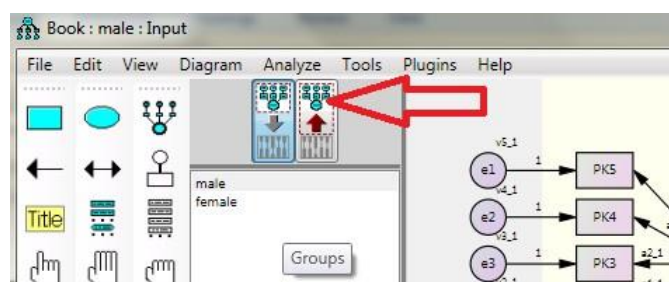 Book : male : Input
File Edit View Diagram Analyze Tools Plugins Help
Title
male
female
Groups
v5_1
e1 1 PK5
v4_1
e2 1 PK4
v3_1
e3 1 PK3 a2_1